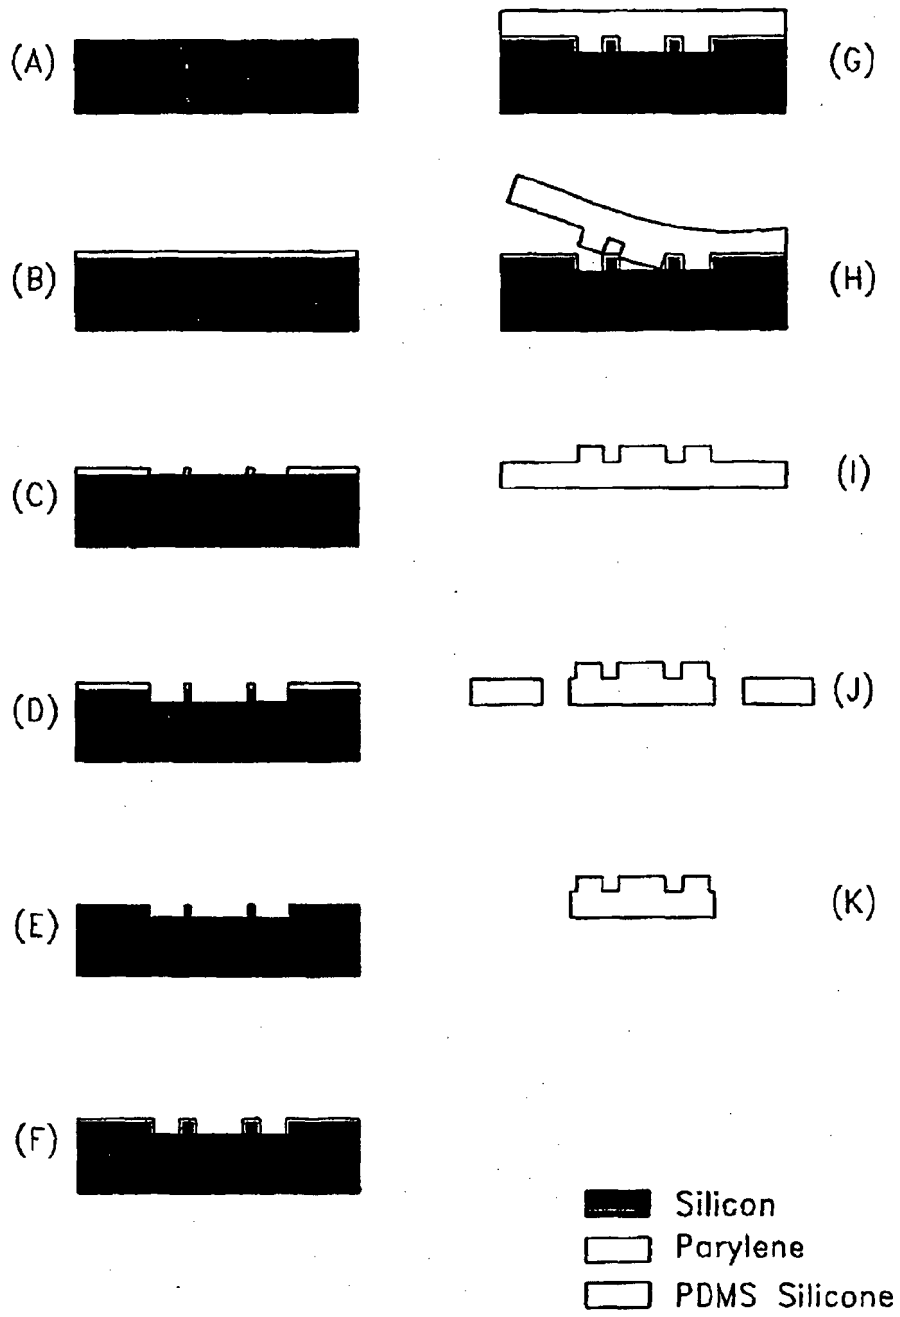 (A)
(B)
(C)
(D)
(E)
(F)
(G)
(H)
(I)
(J)
(K)
Silicon
Parylene
PDMS Silicone